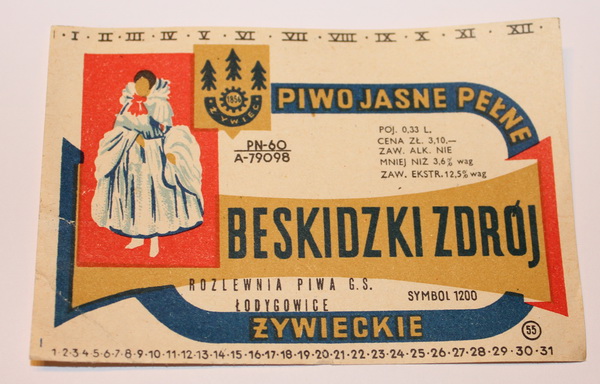 I II III IV V VI VII VIII IX X XI XII
1856
ŻYWIEC
PIWO JASNE PEŁNE
PN-60
A-79098
POJ. 0,33 L.
CENA ZŁ. 3,10,—
ZAW. ALK. NIE
MNIEJ NIŻ 3,6% wag
ZAW. EKSTR. 12,5% wag
BESKIDZKI ZDRÓJ
ROZLEWNIA PIWA G.S.
ŁODYGOWICE
SYMBOL 1200
ŻYWIECKIE
55
1·2·3·4·5·6·7·8·9·10·11·12·13·14·15·16·17·18·19·20·21·22·23·24·25·26·27·28·29·30·31